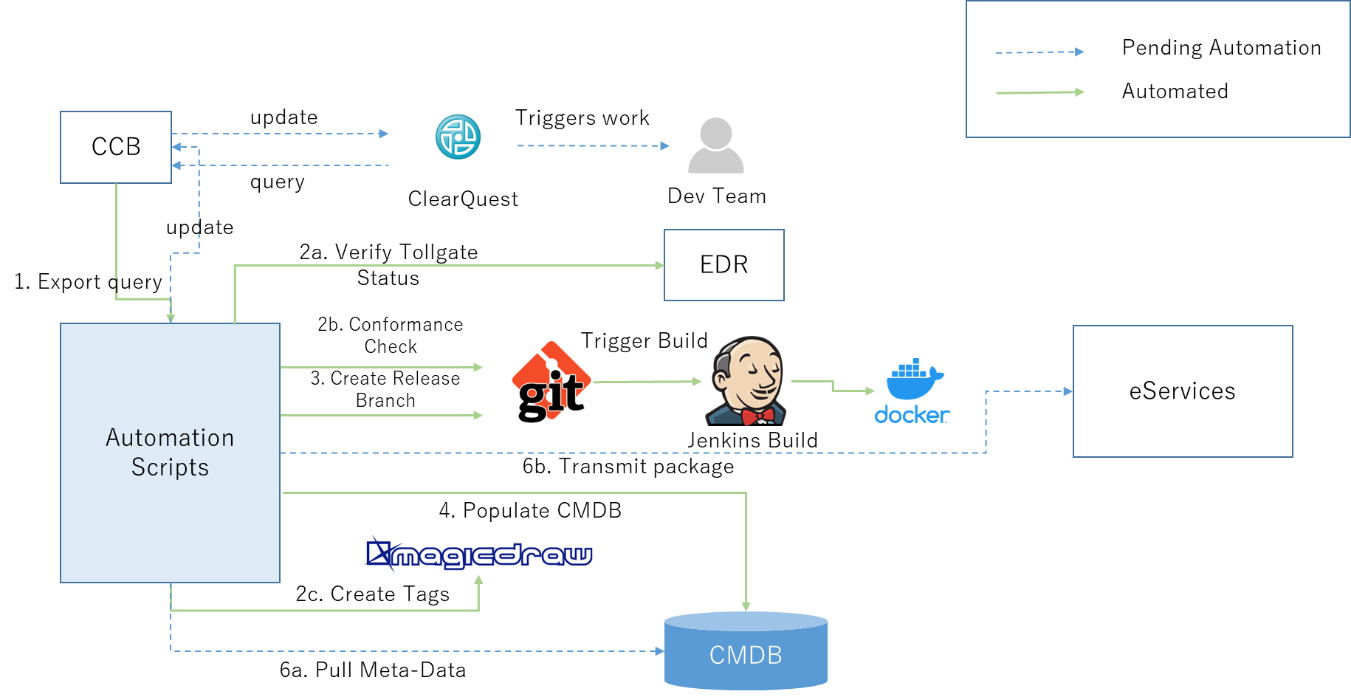 Pending Automation
Automated
CCB
update
query
ClearQuest
Triggers work
Dev Team
update
1. Export query
2a. Verify Tollgate
Status
EDR
2b. Conformance
Check
3. Create Release
Branch
git
Trigger Build
Jenkins Build
docker
eServices
Automation
Scripts
6b. Transmit package
4. Populate CMDB
magicdraw
2c. Create Tags
6a. Pull Meta-Data
CMDB